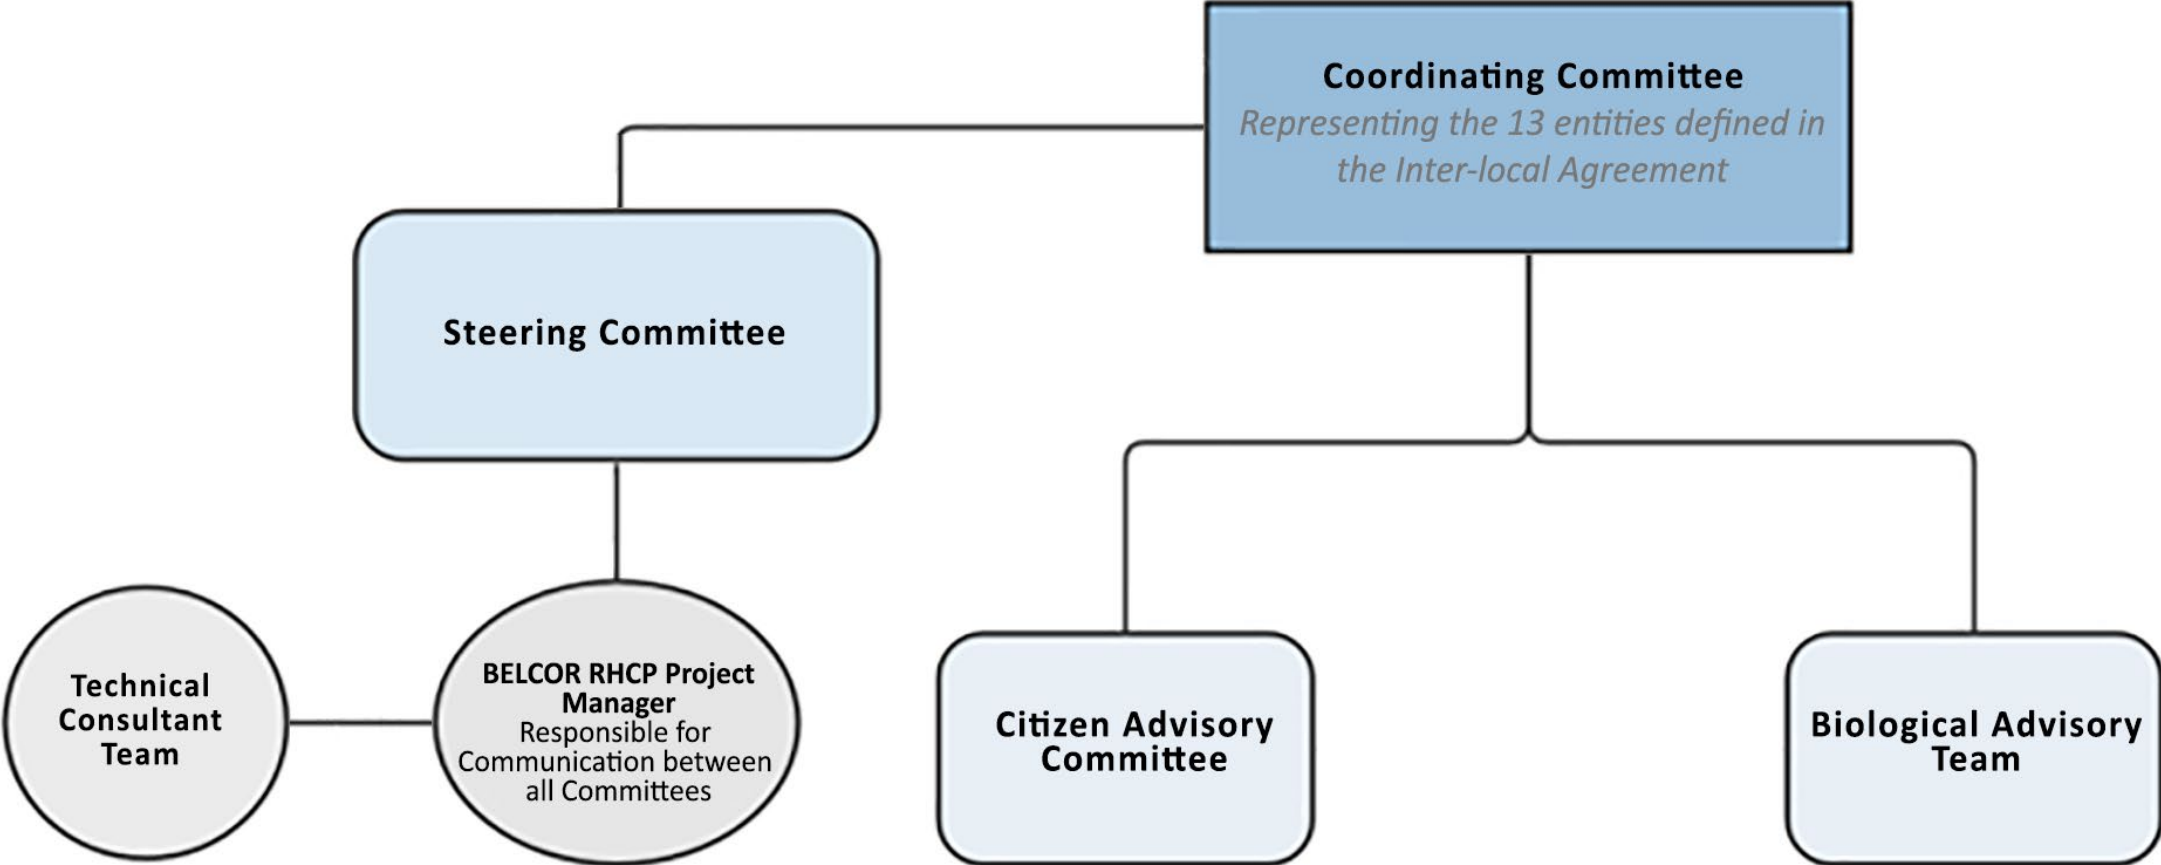 Coordinating Committee
Representing the 13 entities defined in
the Inter-local Agreement
Steering Committee
Technical
Consultant
Team
BELCOR RHCP Project
Manager
Responsible for
Communication between
all Committees
Citizen Advisory
Committee
Biological Advisory
Team